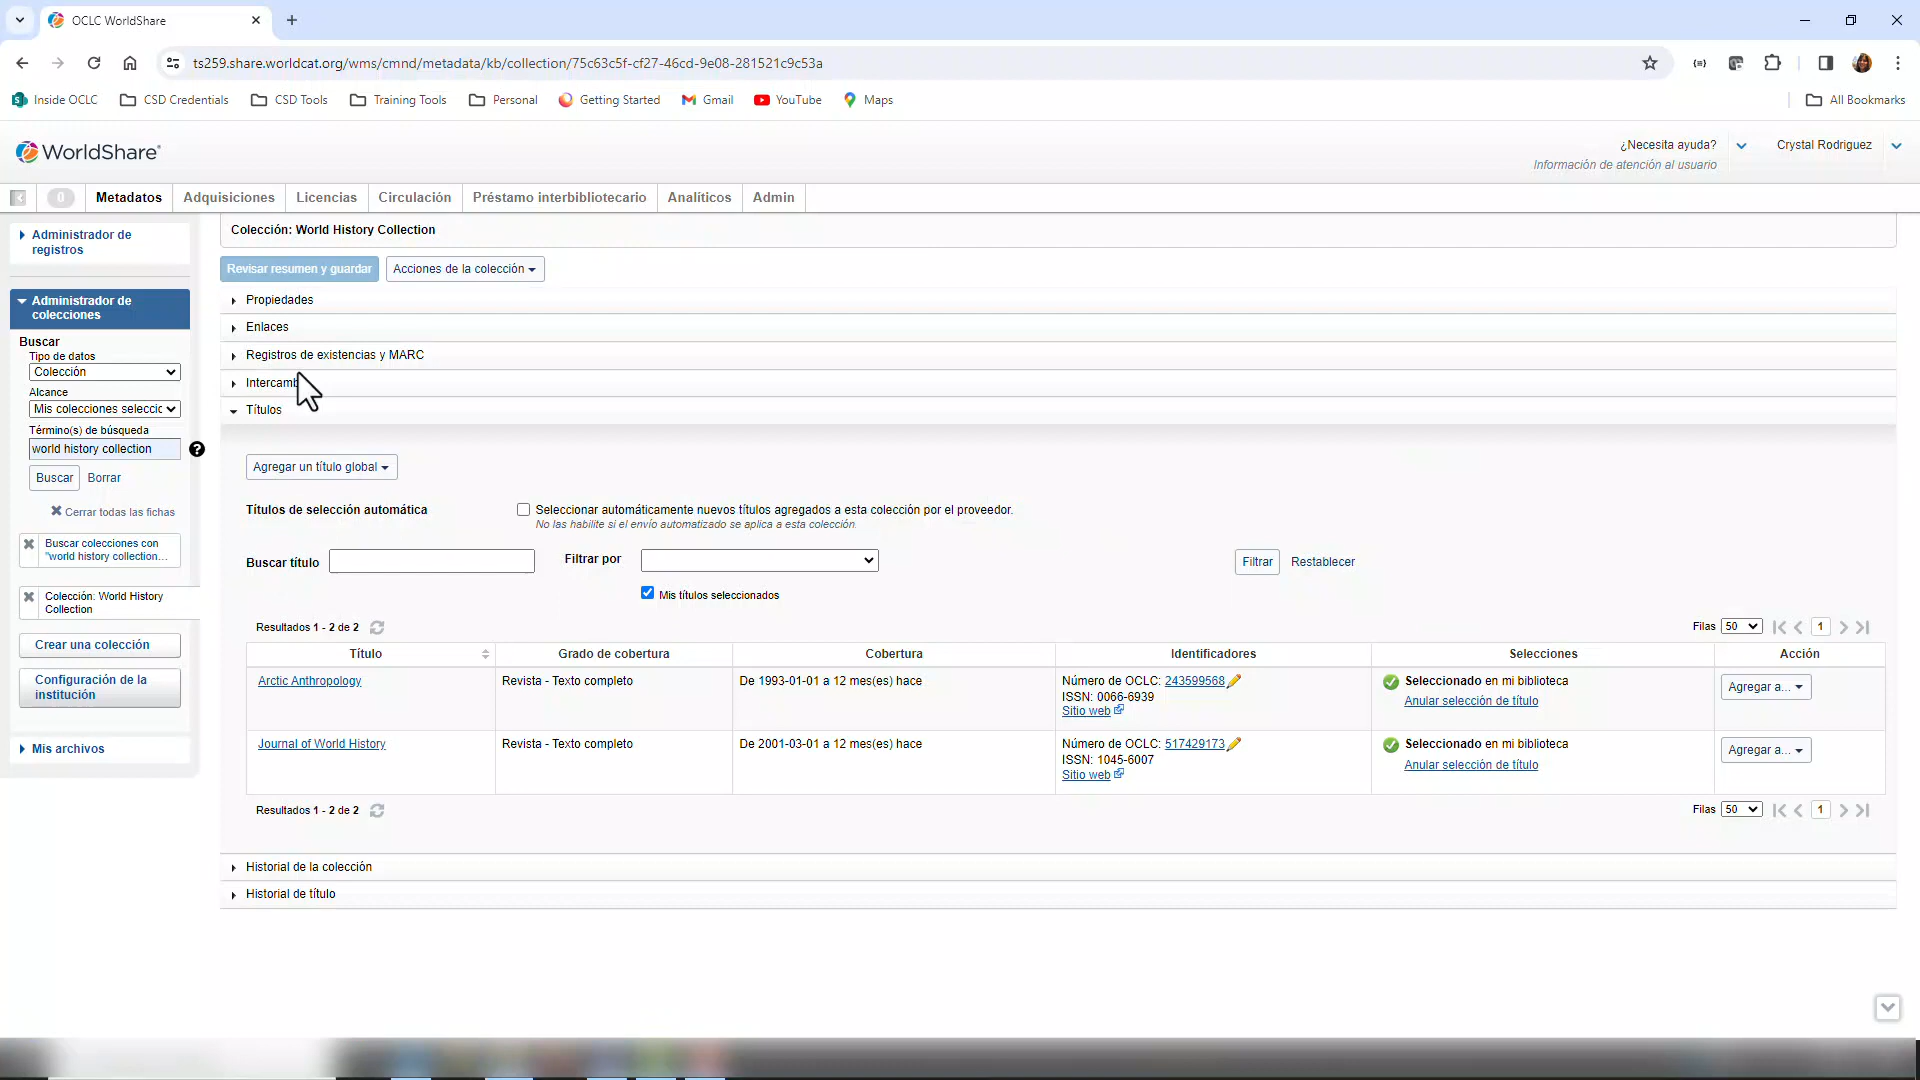 OCLC WorldShare
ts259.share.worldcat.org/wms/cmnd/metadata/kb/collection/75c63c5f-cf27-46cd-9e08-281521c9c53a
Inside OCLC CSD Credentials CSD Tools Training Tools Personal Getting Started Gmail YouTube Maps All Bookmarks
WorldShare®
¿Necesita ayuda? Crystal Rodriguez
Información de atención al usuario
0 Metadatos Adquisiciones Licencias Circulación Préstamo interbibliotecario Analíticos Admin
Administrador de
registros
Administrador de
colecciones
Buscar
Tipo de datos
Colección
Alcance
Mis colecciones selecci
Término(s) de búsqueda
world history collection
Buscar Borrar
Cerrar todas las fichas
Buscar colecciones con
"world history collection...
Colección: World History
Collection
Crear una colección
Configuración de la
institución
Mis archivos
Colección: World History Collection
Revisar resumen y guardar Acciones de la colección
Propiedades
Enlaces
Registros de existencias y MARC
Títulos
Agregar un título global
Títulos de selección automática Seleccionar automáticamente nuevos títulos agregados a esta colección por el proveedor.
No las habilite si el envío automatizado se aplica a esta colección.
Buscar título Filtrar por Filtrar Restablecer
Mis títulos seleccionados
Resultados 1 - 2 de 2 Filas 50 1
Título Grado de cobertura Cobertura Identificadores Selecciones Acción
Arctic Anthropology Revista - Texto completo De 1993-01-01 a 12 mes(es) hace Número de OCLC: 243599568 Seleccionado en mi biblioteca Agregar a...
ISSN: 0066-6939 Anular selección de título
Sitio web
Journal of World History Revista - Texto completo De 2001-03-01 a 12 mes(es) hace Número de OCLC: 517429173 Seleccionado en mi biblioteca Agregar a...
ISSN: 1045-6007 Anular selección de título
Sitio web
Resultados 1 - 2 de 2 Filas 50 1
Historial de la colección
Historial de título